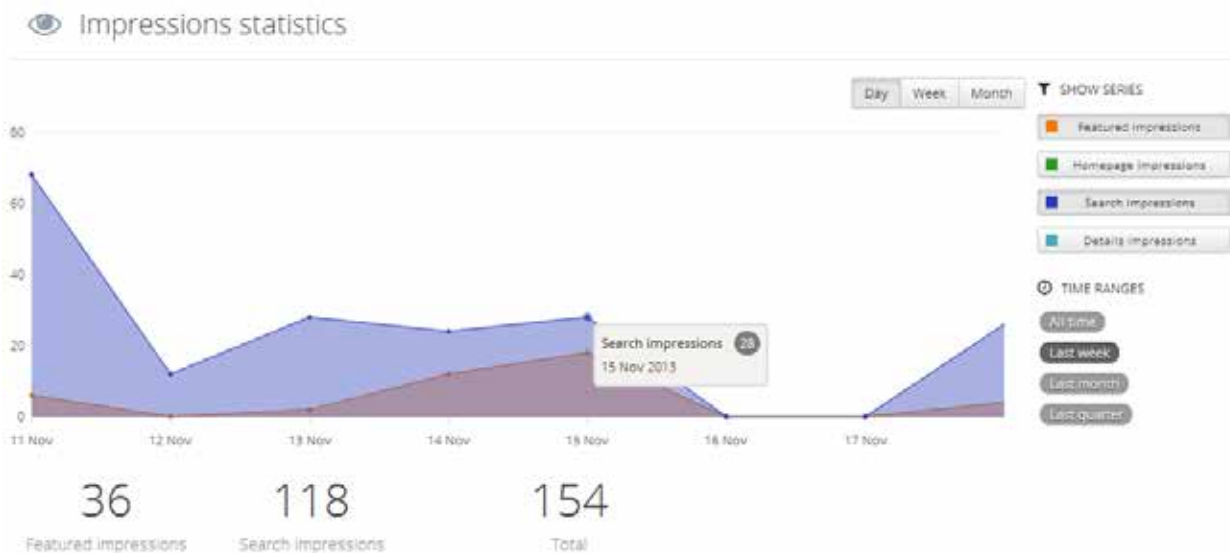 Impressions statistics
Day Week Month
SHOW SERIES
Featured impressions
Homepage impressions
Search impressions
Details impressions
TIME RANGES
All time
Last week
Last month
Last quarter
80
60
40
20
0
11 Nov 12 Nov 13 Nov 14 Nov 15 Nov 16 Nov 17 Nov
Search impressions 28
15 Nov 2013
36 118 154
Featured impressions Search impressions Total